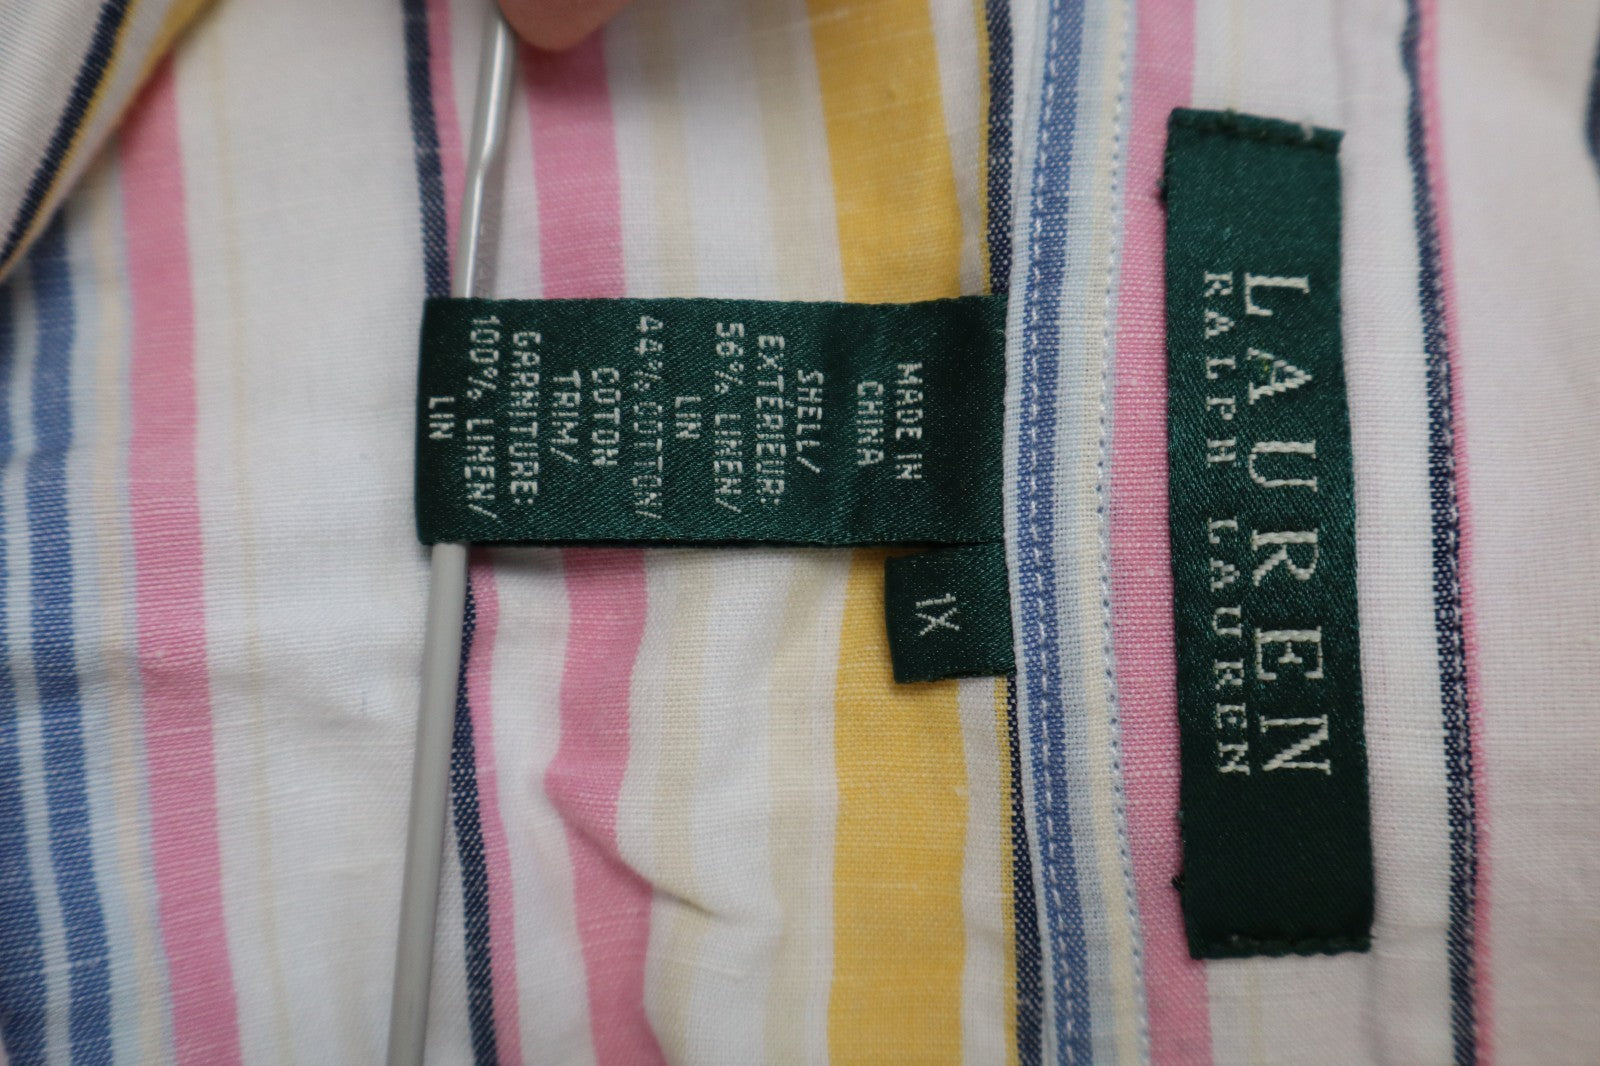 LAUREN
RALPH LAUREN
MADE IN
CHINA
SHELL/
EXTÉRIEUR:
56% LINEN/
LIN
44% COTTON/
COTON
TRIM/
GARNITURE:
100% LINEN/
LIN
1X